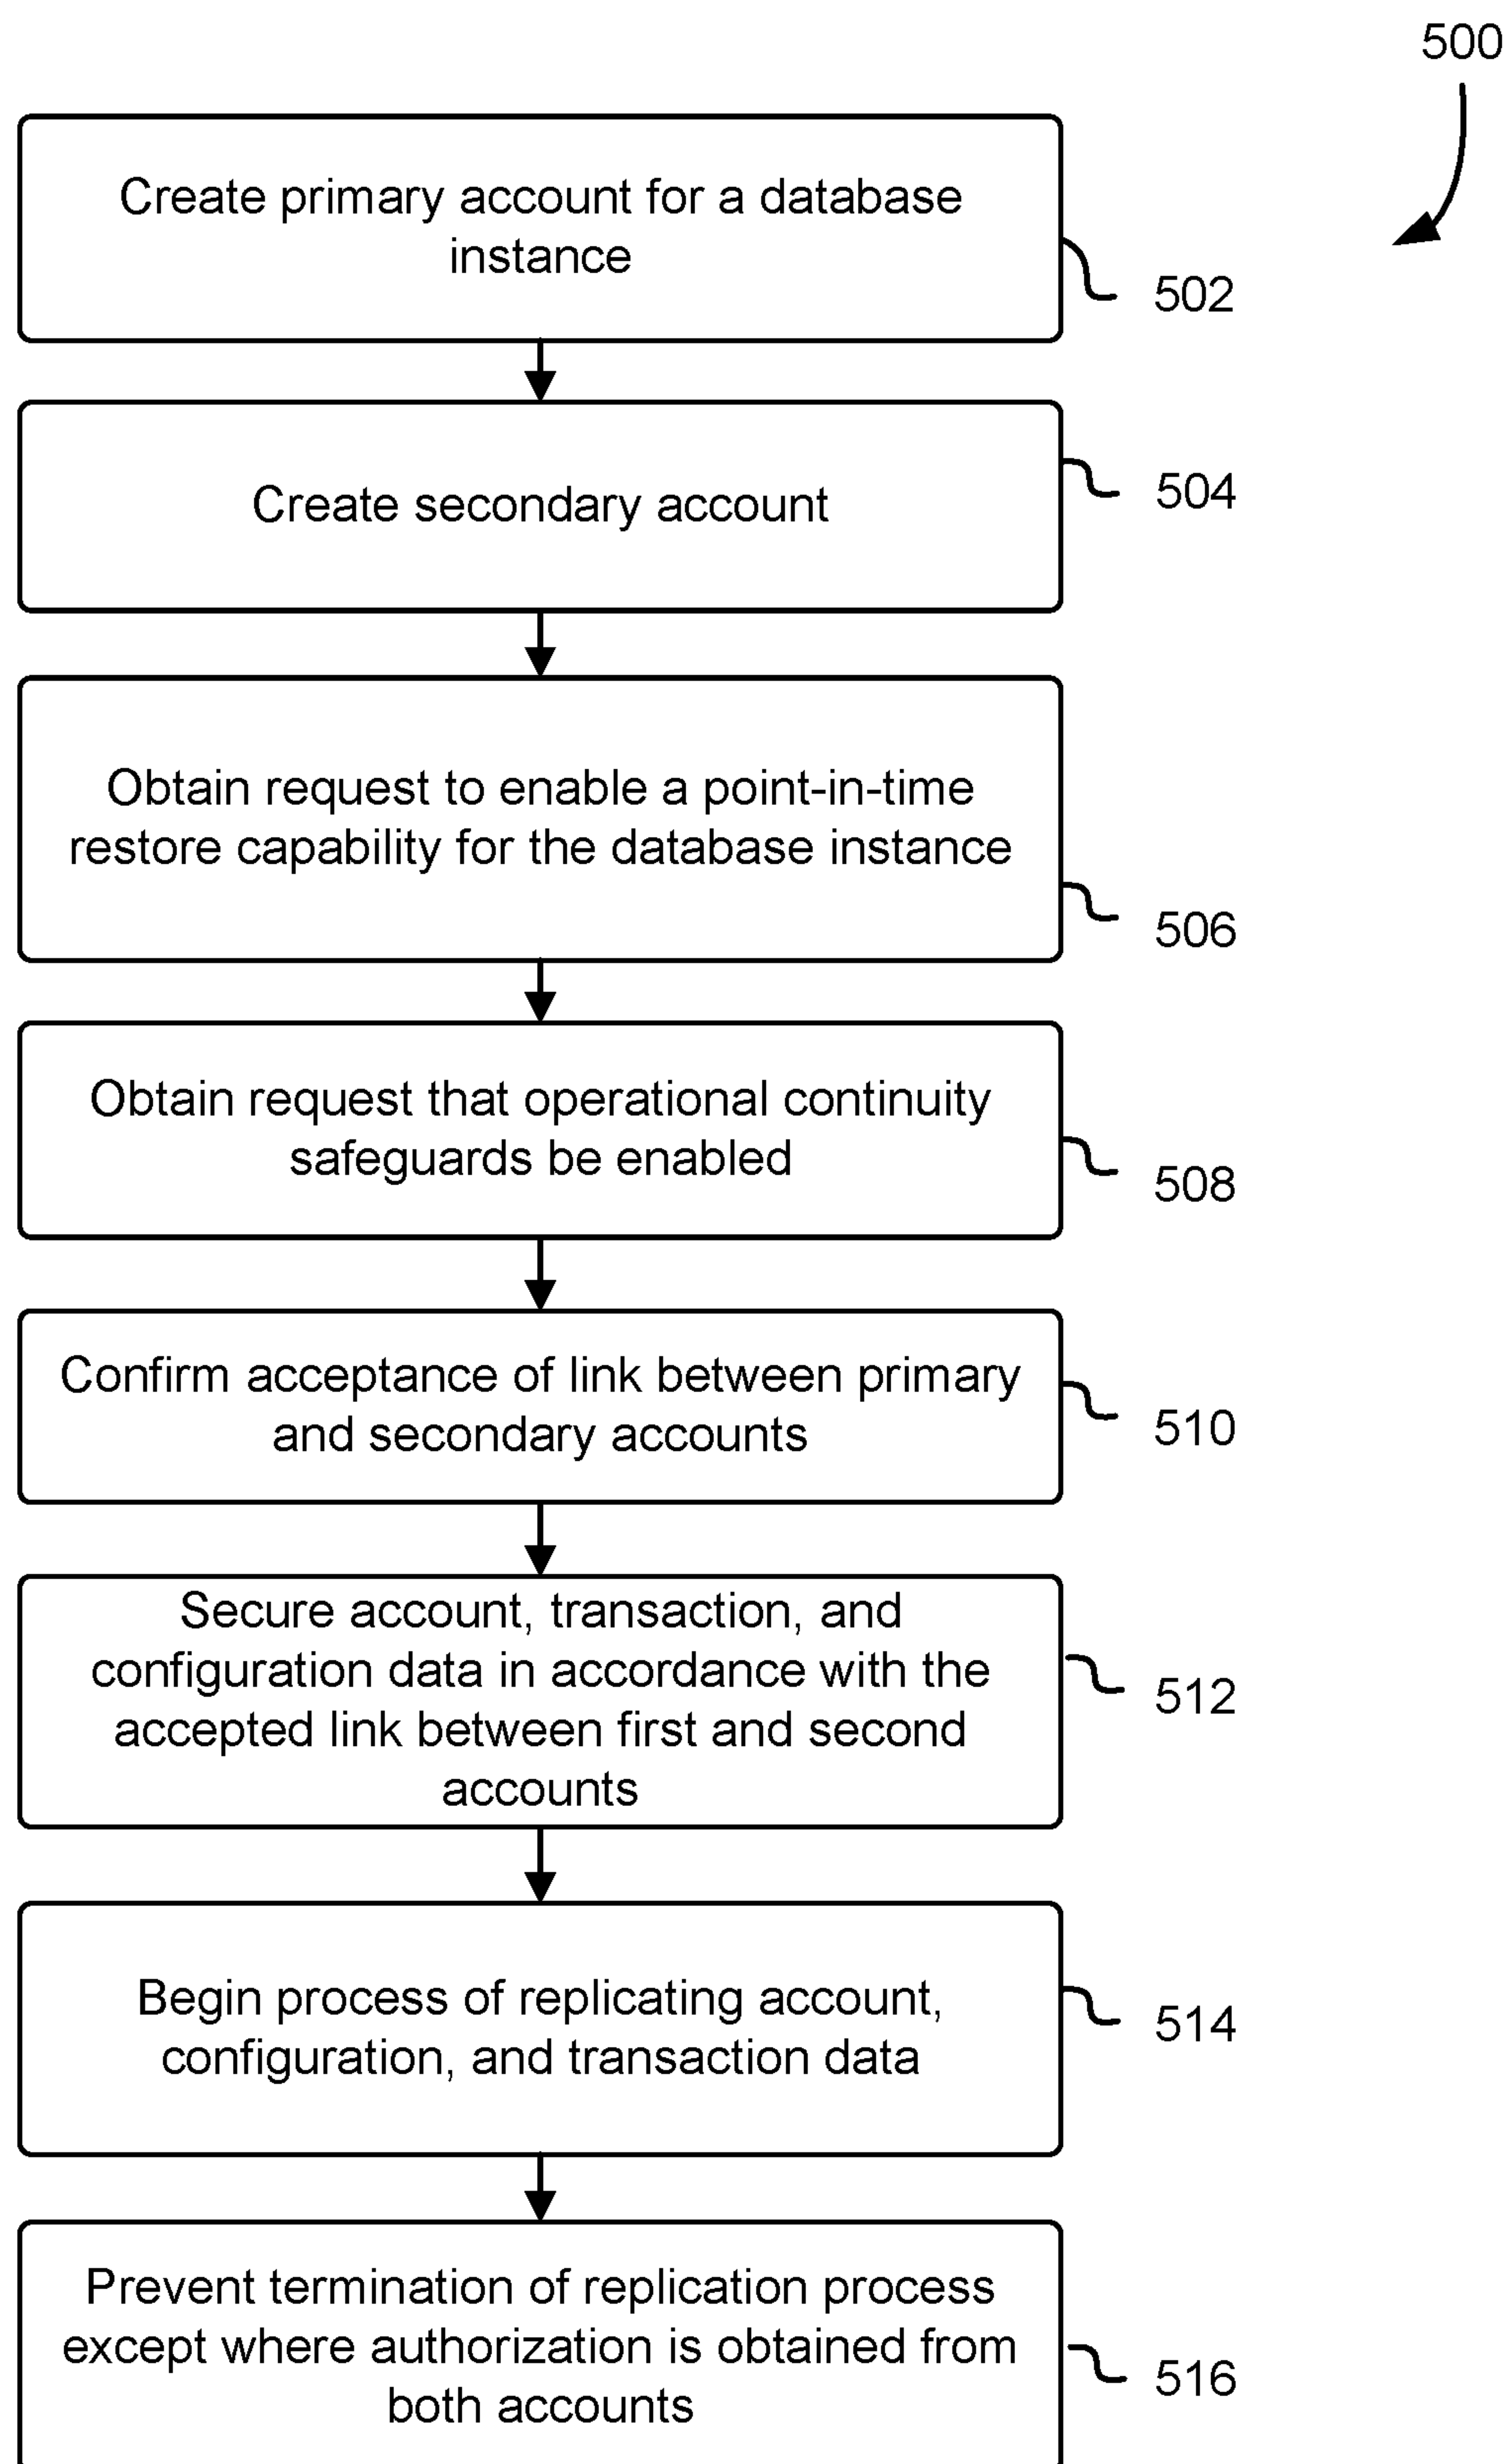 500
Create primary account for a database
instance
502
Create secondary account
504
Obtain request to enable a point-in-time
restore capability for the database instance
506
Obtain request that operational continuity
safeguards be enabled
508
Confirm acceptance of link between primary
and secondary accounts
510
Secure account, transaction, and
configuration data in accordance with the
accepted link between first and second
accounts
512
Begin process of replicating account,
configuration, and transaction data
514
Prevent termination of replication process
except where authorization is obtained from
both accounts
516